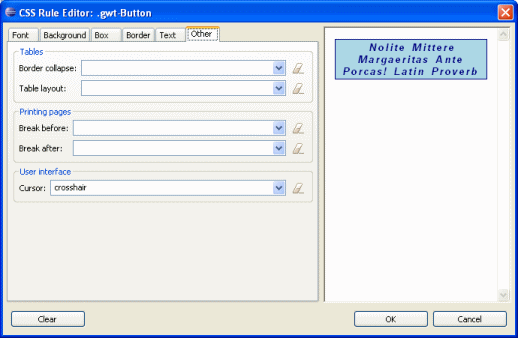 CSS Rule Editor: .gwt-Button
Font Background Box Border Text Other
Tables
Border collapse:
Table layout:
Printing pages
Break before:
Break after:
User interface
Cursor: crosshair
Nolite Mittere
Margaeritas Ante
Porcas! Latin Proverb
Clear OK Cancel